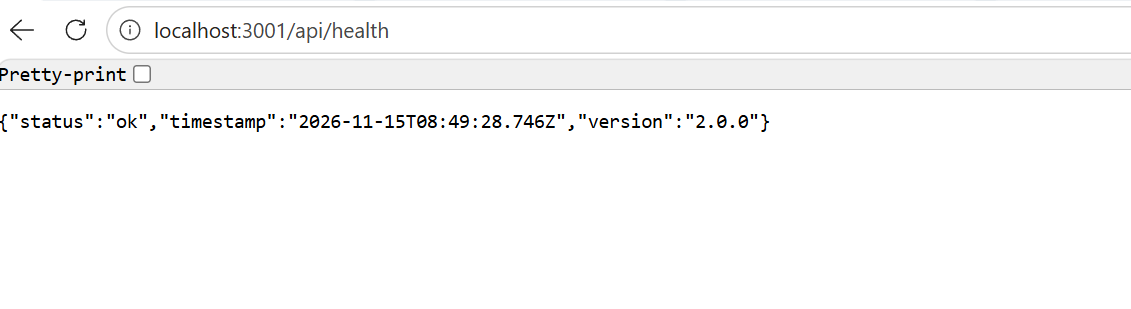 localhost:3001/api/health
Pretty-print
{"status":"ok","timestamp":"2026-11-15T08:49:28.746Z","version":"2.0.0"}